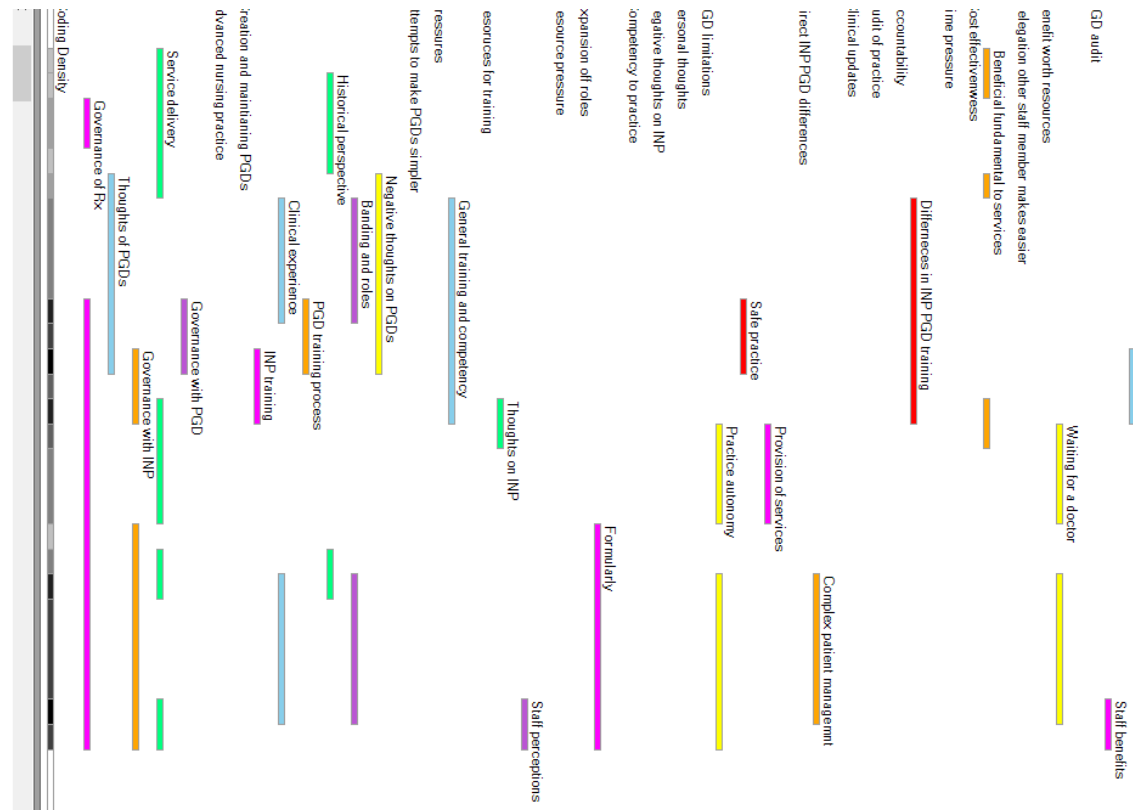 Staff benefits
GD audit
Waiting for a doctor
enefit worth resources
elegation other staff member makes easier
Beneficial fundamental to services
ost effectivenwess
ime pressure
Differneces in INP PGD training
ccountability
udit of practice
linical updates
Complex patient managemnt
irect INP PGD differences
Provision of services
Safe practice
Practice autonomy
GD limitations
ersonal thoughts
egative thoughts on INP
ompetency to practice
Formularly
xpansion off roles
esource pressure
Staff perceptions
Thoughts on INP
esoruces for training
General training and competency
ressures
ttempts to make PGDs simpler
Negative thoughts on PGDs
Banding and roles
Historical perspective
PGD training process
Clinical experience
INP training
reation and maintianing PGDs
dvanced nursing practice
Governance with PGD
Service delivery
Governance with INP
Thoughts of PGDs
Governance of Rx
oding Density